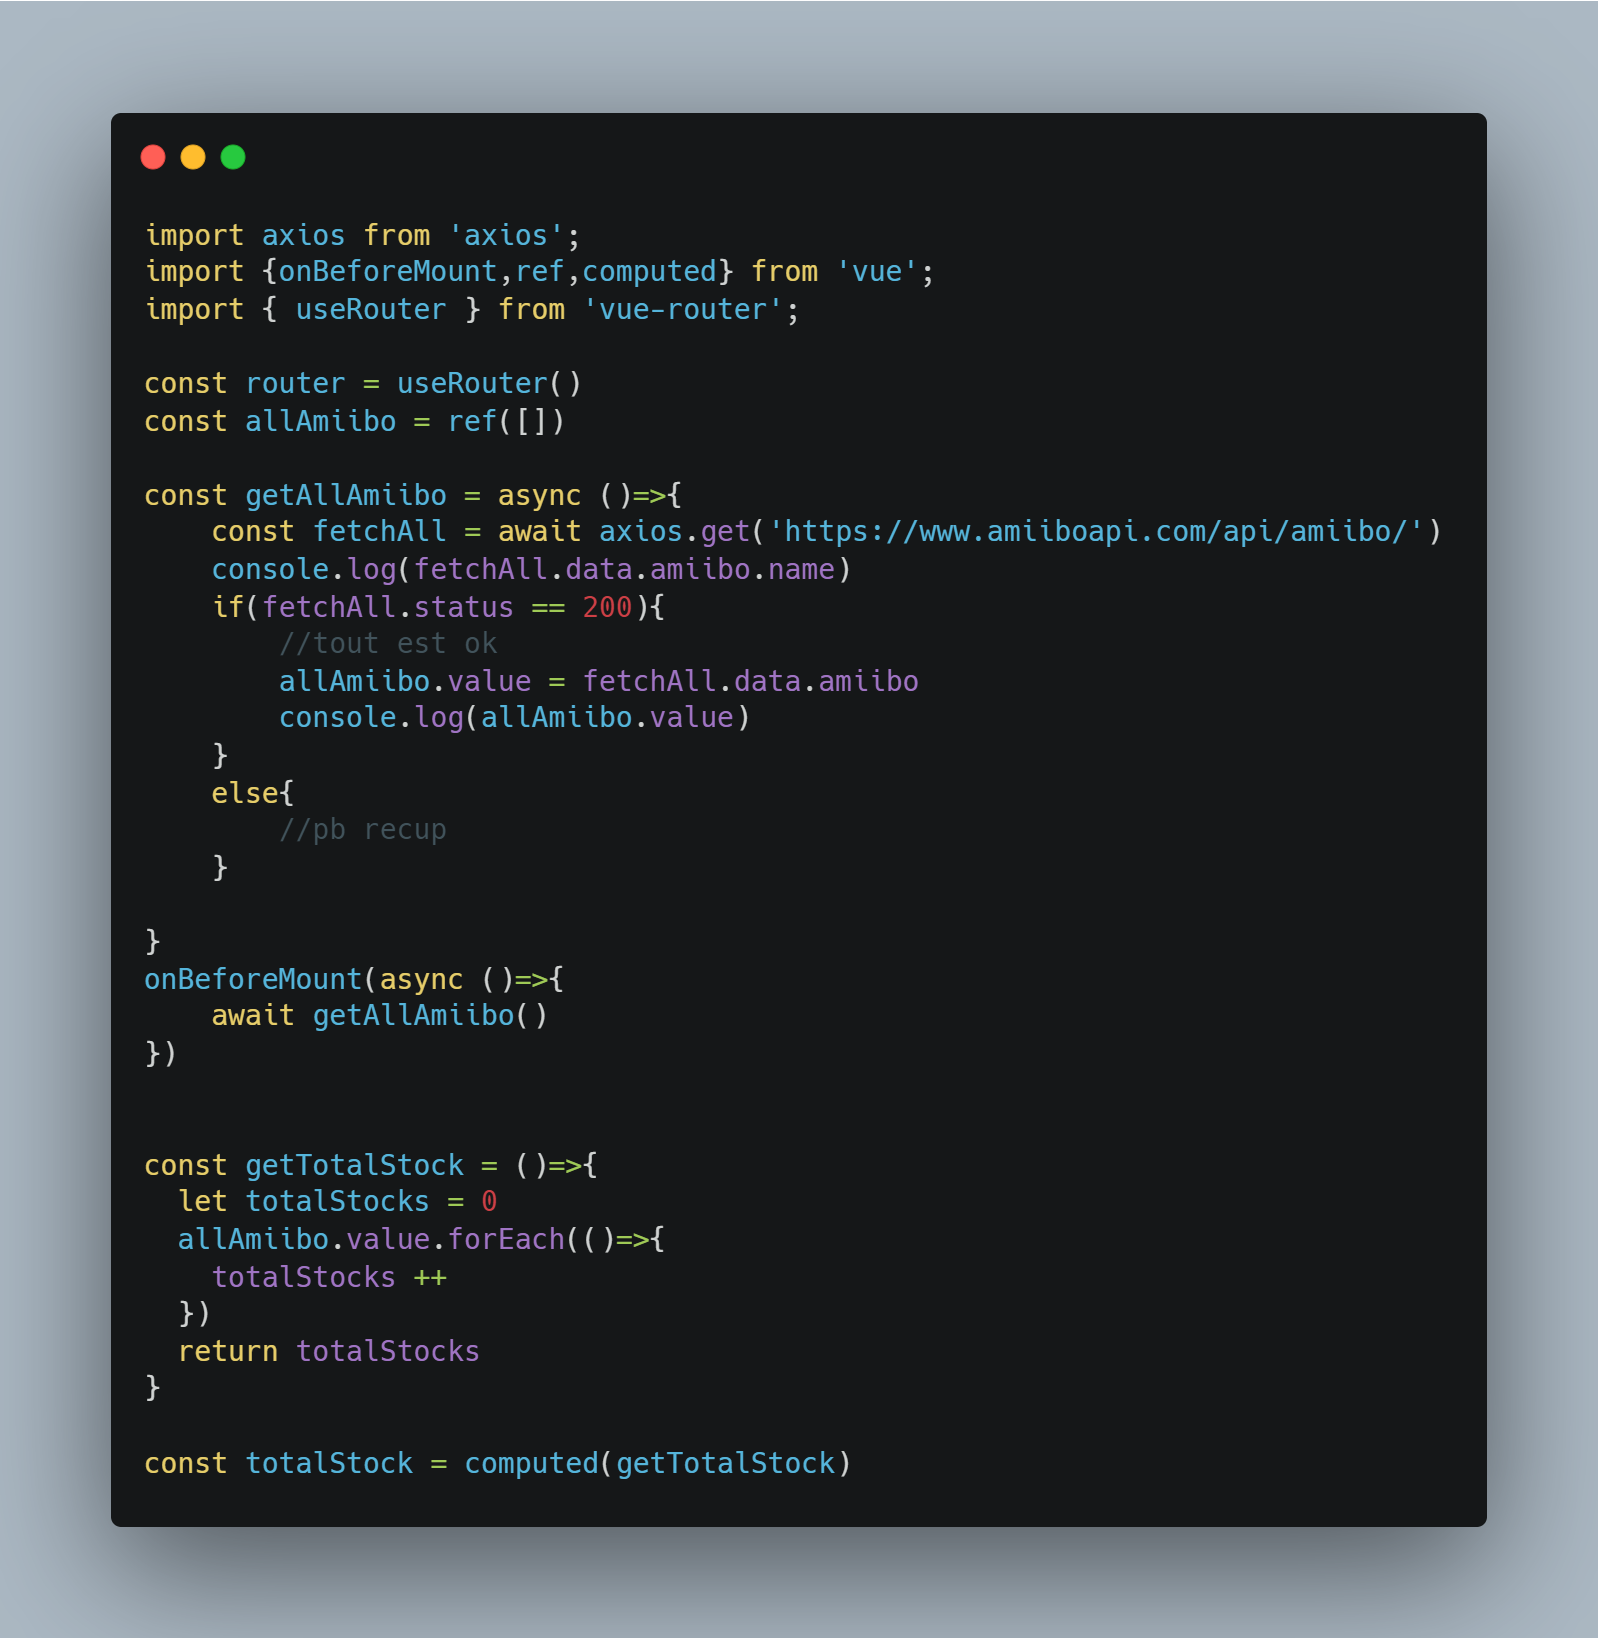 import axios from 'axios';
import {onBeforeMount,ref,computed} from 'vue';
import { useRouter } from 'vue-router';
const router = useRouter()
const allAmiibo = ref([])
const getAllAmiibo = async ()=>{
    const fetchAll = await axios.get('https://www.amiiboapi.com/api/amiibo/')
    console.log(fetchAll.data.amiibo.name)
    if(fetchAll.status == 200){
        //tout est ok
        allAmiibo.value = fetchAll.data.amiibo
        console.log(allAmiibo.value)
    }
    else{
        //pb recup
    }
}
onBeforeMount(async ()=>{
    await getAllAmiibo()
})
const getTotalStock = ()=>{
  let totalStocks = 0
  allAmiibo.value.forEach(()=>{
    totalStocks ++
  })
  return totalStocks
}
const totalStock = computed(getTotalStock)